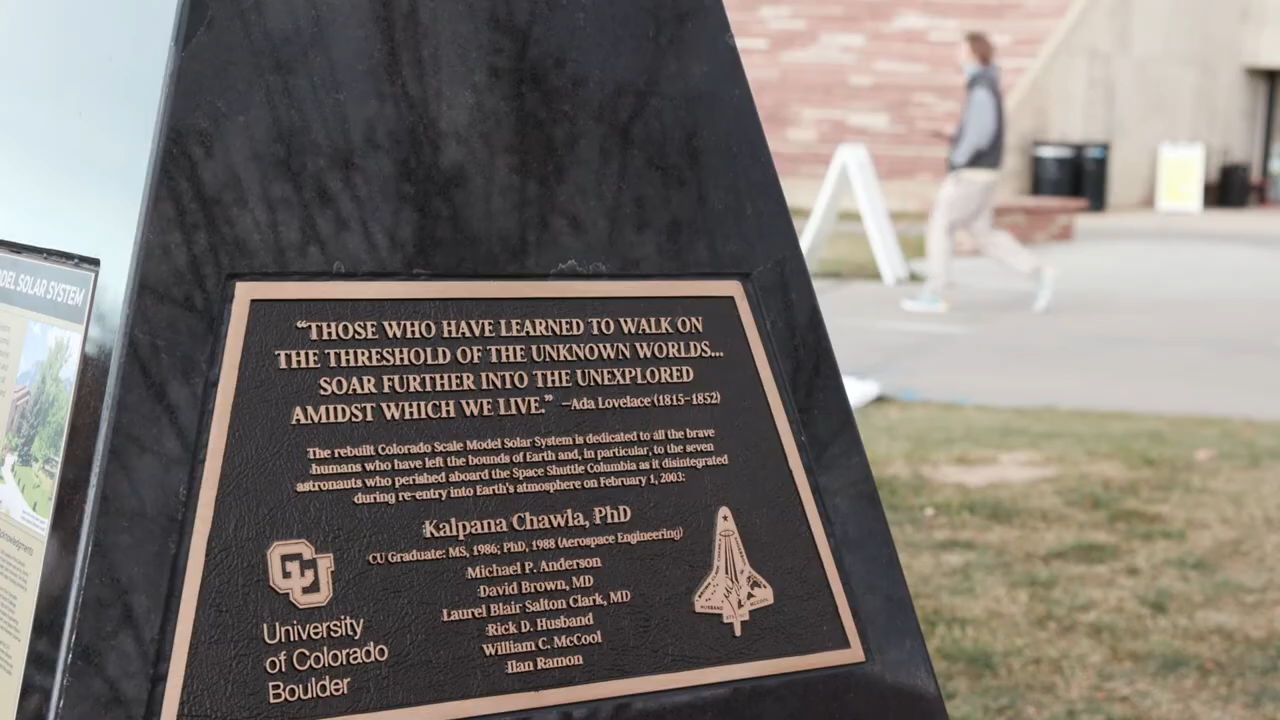 ODEL SOLAR SYSTEM
“THOSE WHO HAVE LEARNED TO WALK ON
THE THRESHOLD OF THE UNKNOWN WORLDS...
SOAR FURTHER INTO THE UNEXPLORED
AMIDST WHICH WE LIVE.” —Ada Lovelace (1815–1852)
The rebuilt Colorado Scale Model Solar System is dedicated to all the brave
humans who have left the bounds of Earth and, in particular, to the seven
astronauts who perished aboard the Space Shuttle Columbia as it disintegrated
during re-entry into Earth's atmosphere on February 1, 2003:
Kalpana Chawla, PhD
CU Graduate: MS, 1986; PhD, 1988 (Aerospace Engineering)
Michael P. Anderson
David Brown, MD
Laurel Blair Salton Clark, MD
Rick D. Husband
William C. McCool
Ilan Ramon
CU
University
of Colorado
Boulder
HUSBAND
MCCOOL